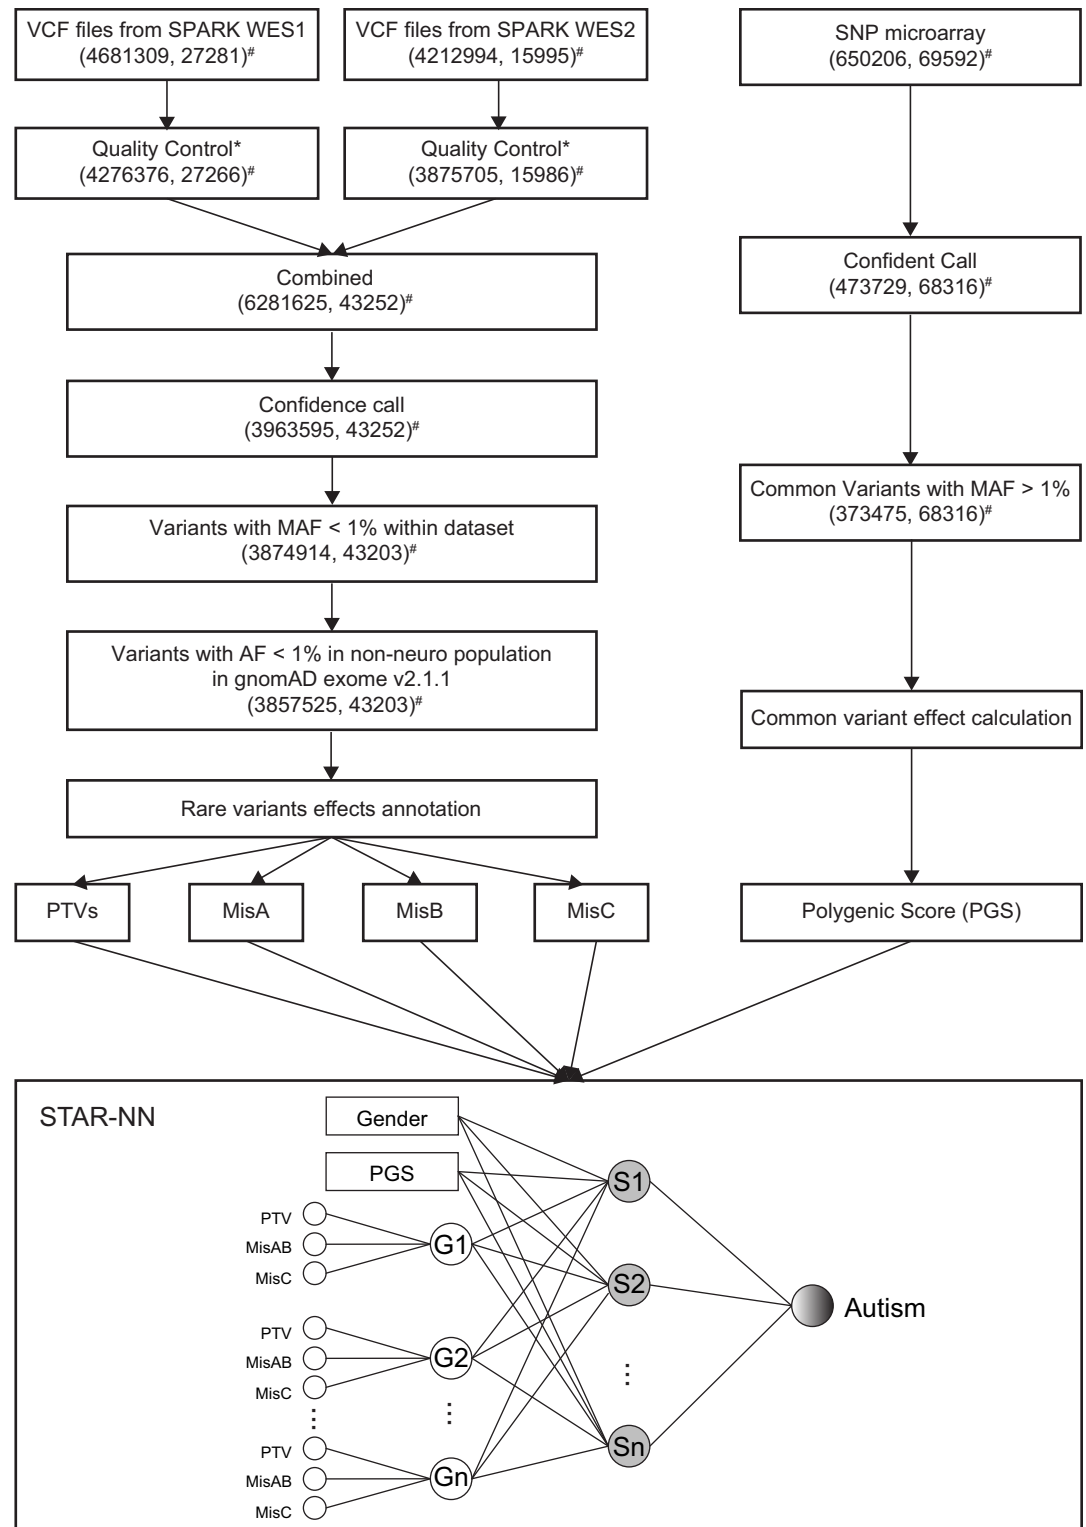 VCF files from SPARK WES1
(4681309, 27281)#
VCF files from SPARK WES2
(4212994, 15995)#
SNP microarray
(650206, 69592)#
Quality Control*
(4276376, 27266)#
Quality Control*
(3875705, 15986)#
Combined
(6281625, 43252)#
Confident Call
(473729, 68316)#
Confidence call
(3963595, 43252)#
Variants with MAF < 1% within dataset
(3874914, 43203)#
Common Variants with MAF > 1%
(373475, 68316)#
Variants with AF < 1% in non-neuro population
in gnomAD exome v2.1.1
(3857525, 43203)#
Common variant effect calculation
Rare variants effects annotation
PTVs
MisA
MisB
MisC
Polygenic Score (PGS)
STAR-NN
Gender
PGS
PTV
MisAB
MisC
G1
PTV
MisAB
MisC
G2
⋮
⋮
PTV
MisAB
MisC
Gn
S1
S2
⋮
Sn
Autism